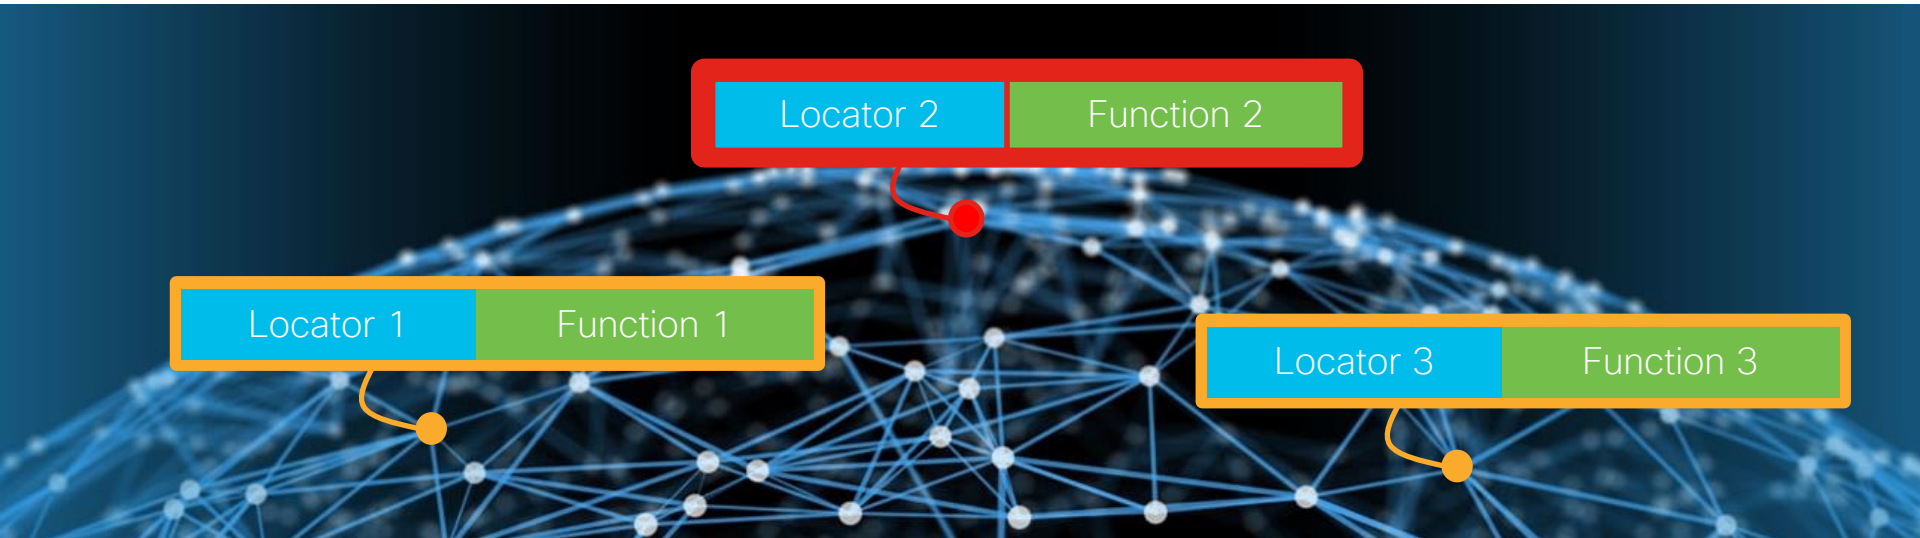 Locator 2 Function 2
Locator 1 Function 1
Locator 3 Function 3